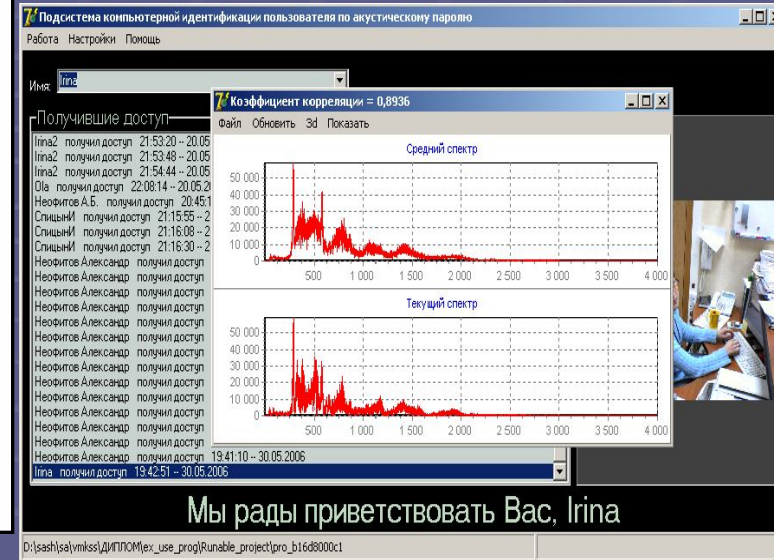 Подсистема компьютерной идентификации пользователя по акустическому паролю
Работа Настройки Помощь
Имя: Irina
Получившие доступ
Irina2 получил доступ 21:53:20 -- 20.05
Irina2 получил доступ 21:53:48 -- 20.05
Irina2 получил доступ 21:54:44 -- 20.05
Ola получил доступ 22:08:14 -- 20.05.2
Неофитов А.Б. получил доступ 20:45:1
СпицынИ получил доступ 21:15:55 -- 2
СпицынИ получил доступ 21:16:08 -- 2
СпицынИ получил доступ 21:16:30 -- 2
Неофитов Александр получил доступ
Неофитов Александр получил доступ
Неофитов Александр получил доступ
Неофитов Александр получил доступ
Неофитов Александр получил доступ
Неофитов Александр получил доступ
Неофитов Александр получил доступ
Неофитов Александр получил доступ
Неофитов Александр получил доступ
Неофитов Александр получил доступ
Неофитов Александр получил доступ
Неофитов Александр получил доступ
Неофитов Александр получил доступ 19:41:10 -- 30.05.2006
Irina получил доступ 19:42:51 -- 30.05.2006
Коэффициент корреляции = 0,8936
Файл Обновить 3d Показать
Средний спектр
50 000
40 000
30 000
20 000
10 000
0
500 1 000 1 500 2 000 2 500 3 000 3 500 4 000
Текущий спектр
50 000
40 000
30 000
20 000
10 000
0
500 1 000 1 500 2 000 2 500 3 000 3 500 4 000
Мы рады приветствовать Вас, Irina
D:\sash\sa\vmkss\ДИПЛОМ\ex_use_prog\Runable_project\pro_b16d8000c1